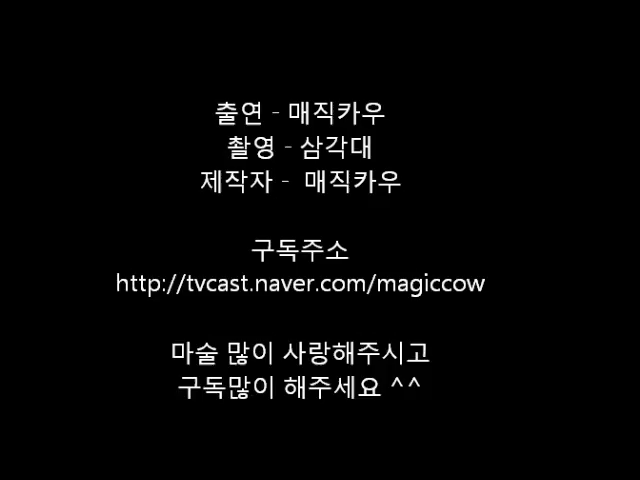 출연 - 매직카우
촬영 - 삼각대
제작자 - 매직카우
구독주소
http://tvcast.naver.com/magiccow
마술 많이 사랑해주시고
구독많이 해주세요 ^^